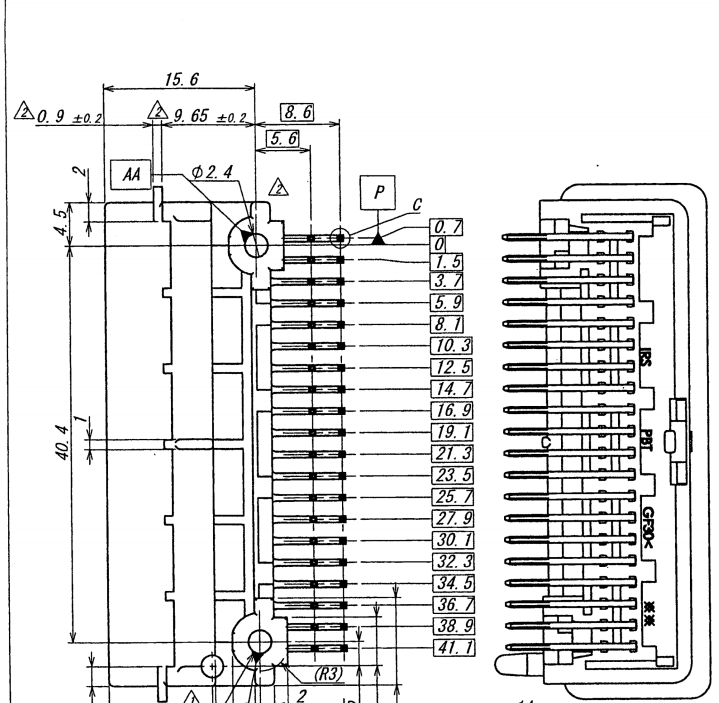 15.6
2 0.9 ±0.2
2 9.65 ±0.2
8.6
5.6
2
AA
φ2.4
2
P
C
4.5
0.7
0
1.5
3.7
5.9
8.1
10.3
12.5
14.7
16.9
19.1
21.3
23.5
25.7
27.9
30.1
32.3
34.5
36.7
38.9
41.1
1
40.4
(R3)
2
IRS
PBT
C
GF30<
※※